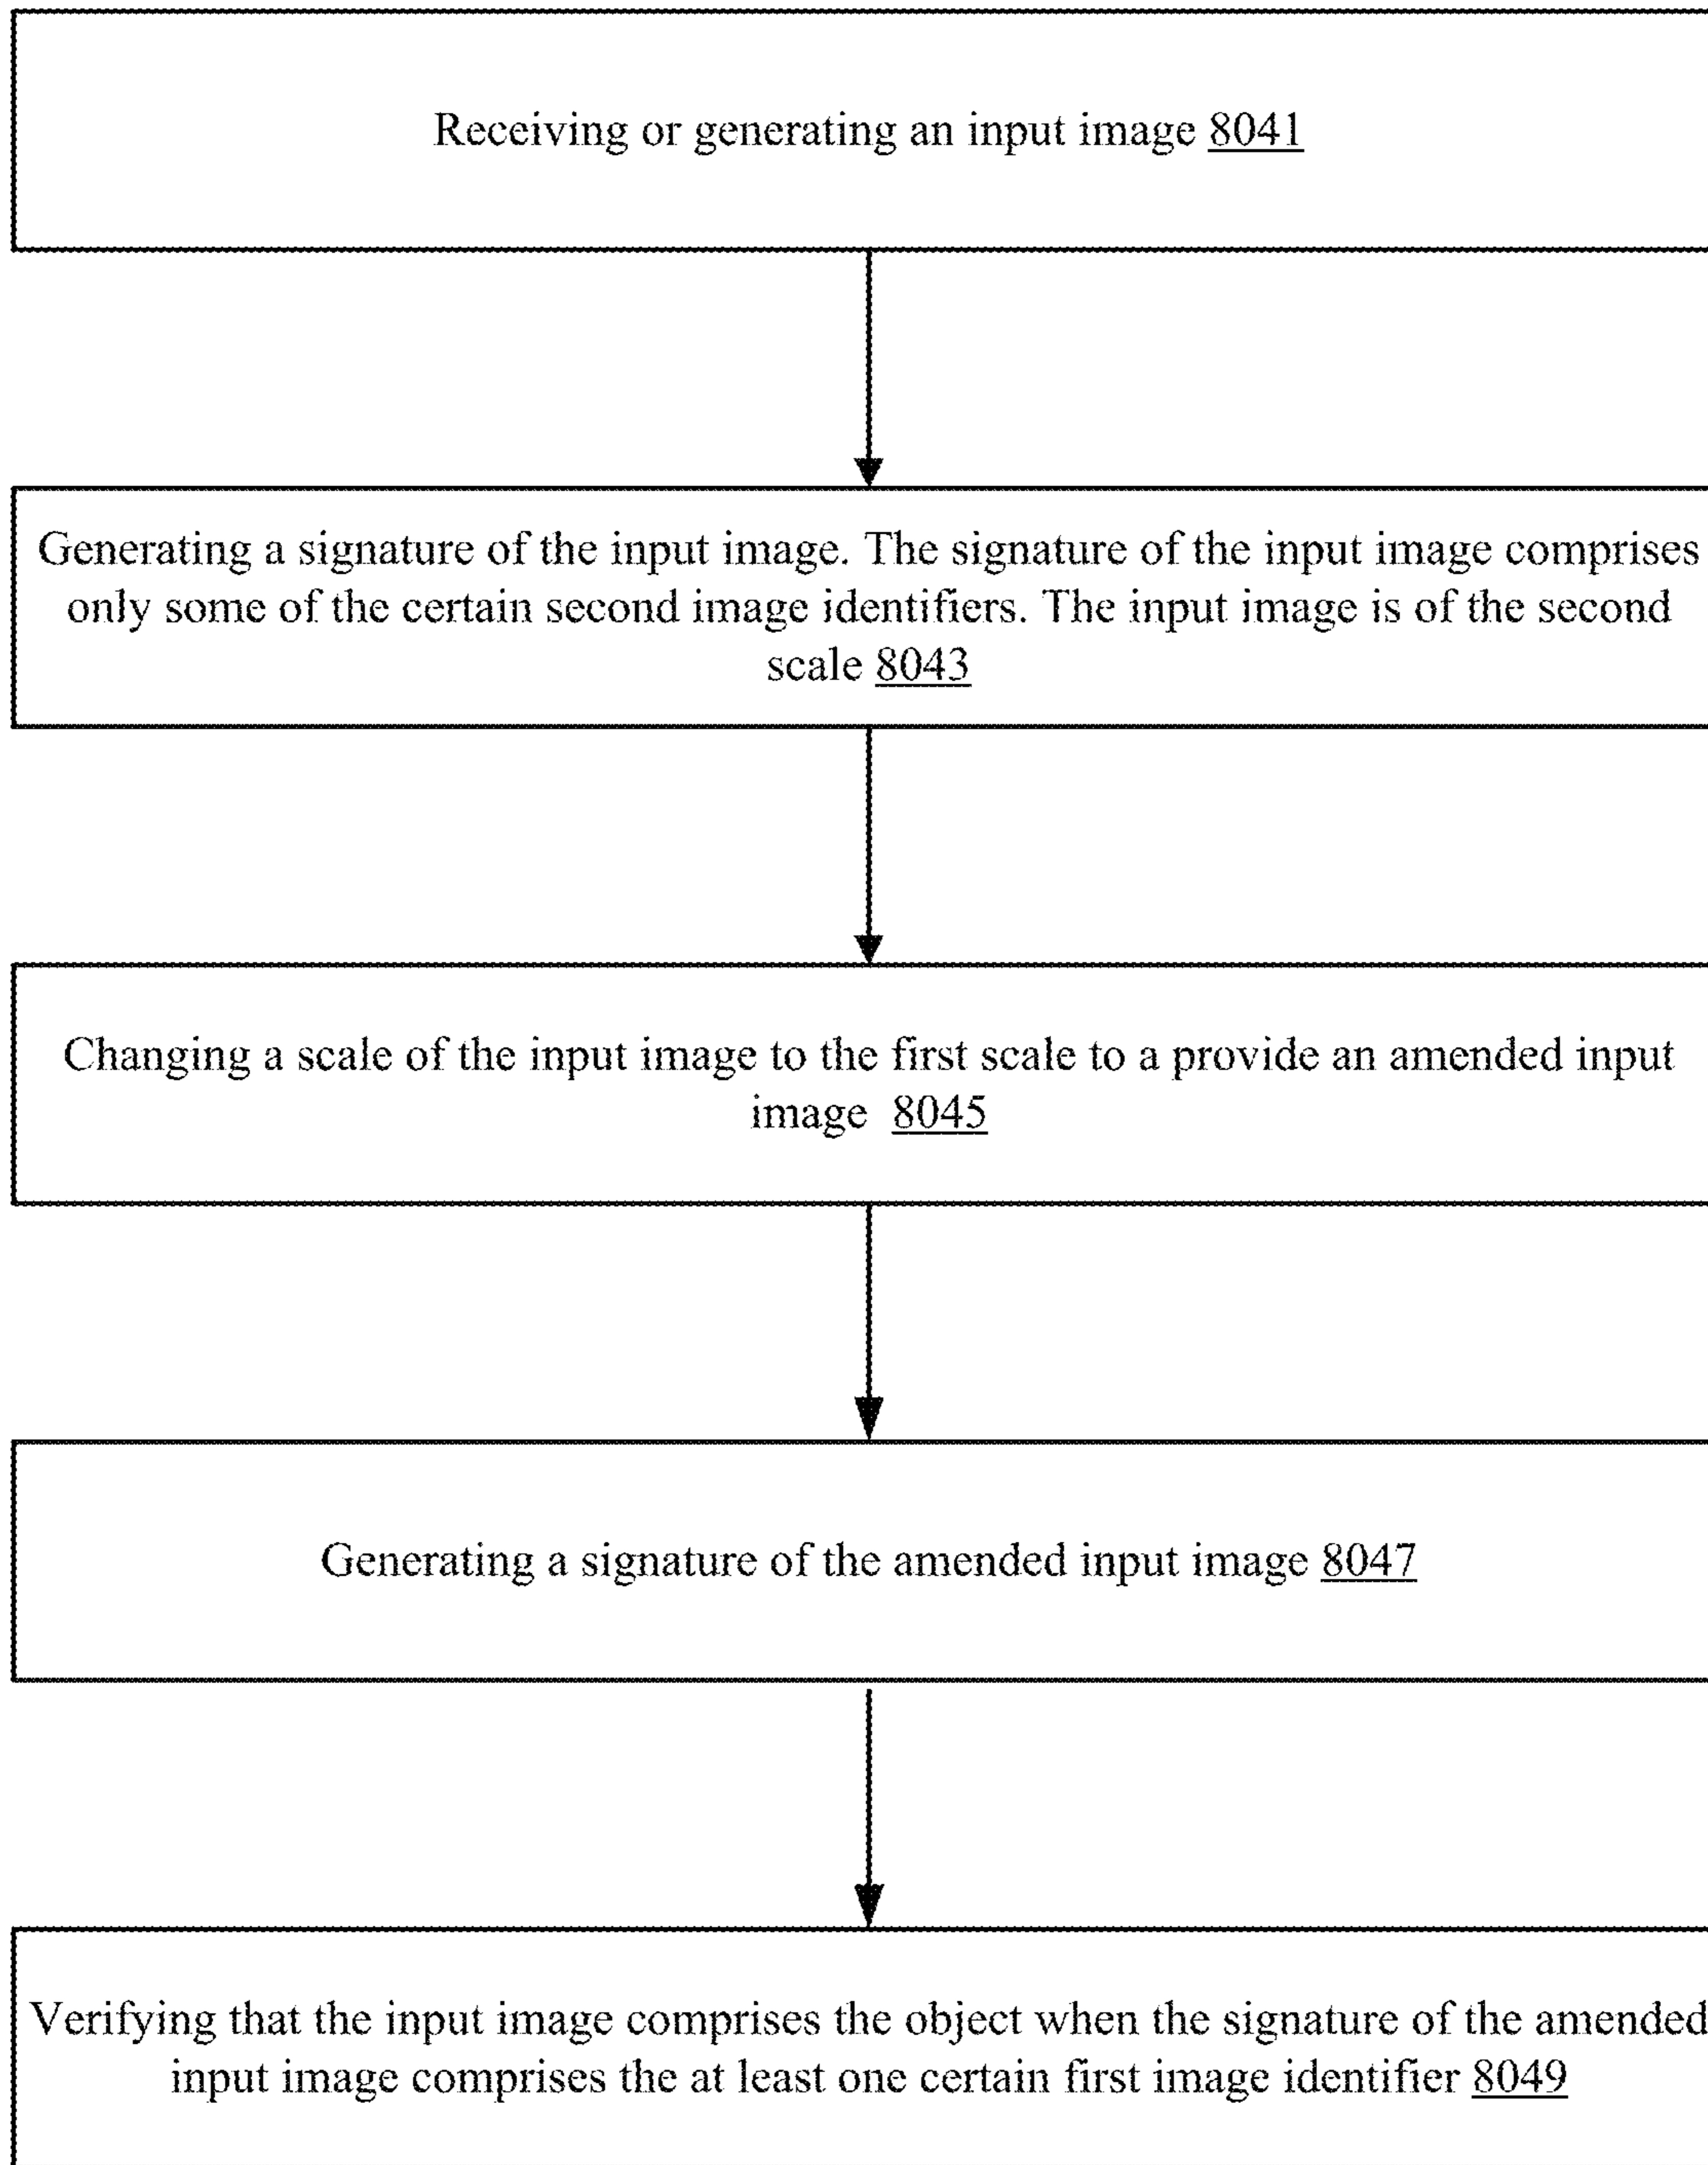 Receiving or generating an input image 8041
Generating a signature of the input image. The signature of the input image comprises
only some of the certain second image identifiers. The input image is of the second
scale 8043
Changing a scale of the input image to the first scale to a provide an amended input
image 8045
Generating a signature of the amended input image 8047
Verifying that the input image comprises the object when the signature of the amended
input image comprises the at least one certain first image identifier 8049